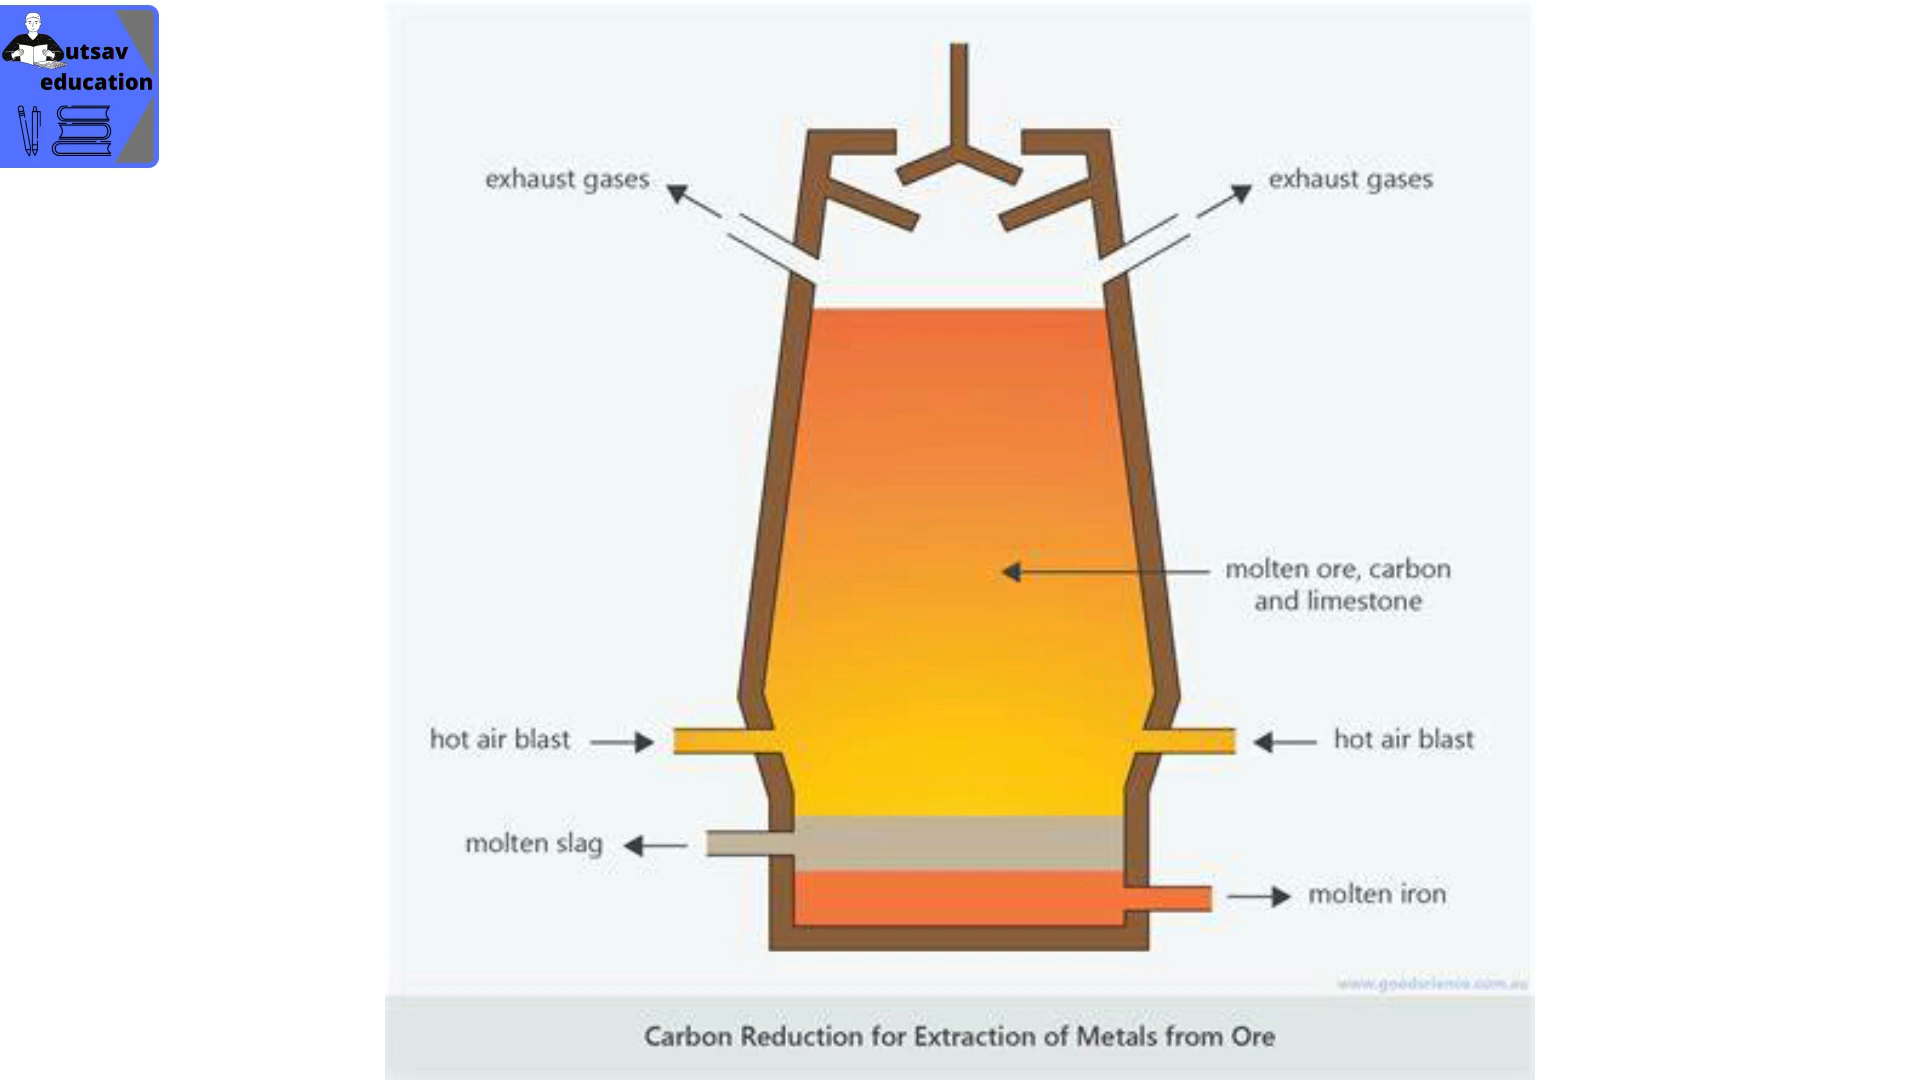 utsav
education
exhaust gases
exhaust gases
molten ore, carbon
and limestone
hot air blast
hot air blast
molten slag
molten iron
Carbon Reduction for Extraction of Metals from Ore